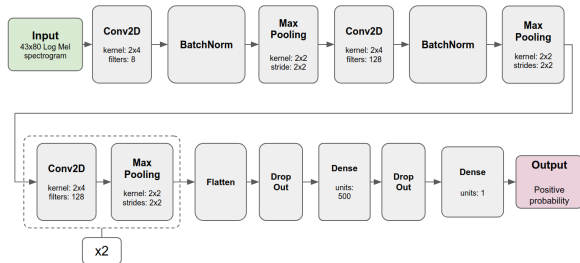 Input
43x80 Log Mel
spectrogram
Conv2D
kernel: 2x4
filters: 8
BatchNorm
Max
Pooling
kernel: 2x2
stride: 2x2
Conv2D
kernel: 2x4
filters: 128
BatchNorm
Max
Pooling
kernel: 2x2
strides: 2x2
Conv2D
kernel: 2x4
filters: 128
Max
Pooling
kernel: 2x2
strides: 2x2
x2
Flatten
Drop
Out
Dense
units:
500
Drop
Out
Dense
units: 1
Output
Positive
probability